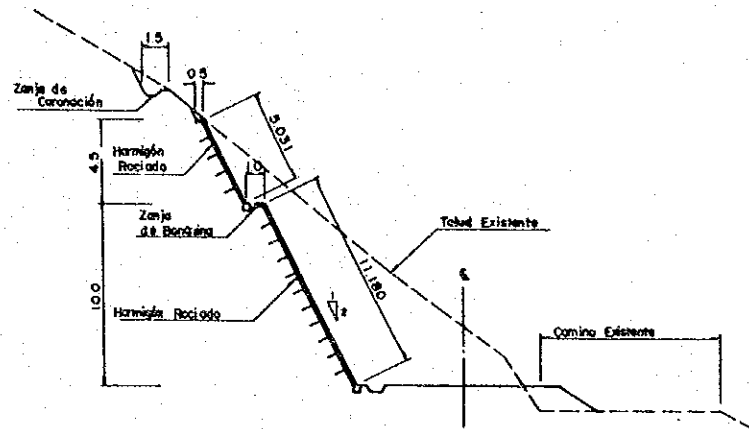 1.5
0.5
Zanja de
Coronación
5.031
Hormigón
Rociado
4.5
1.0
Zanja
de Banquina
Talud Existente
11.180
10.0
℄
1
2
Hormigón Rociado
Camino Existente